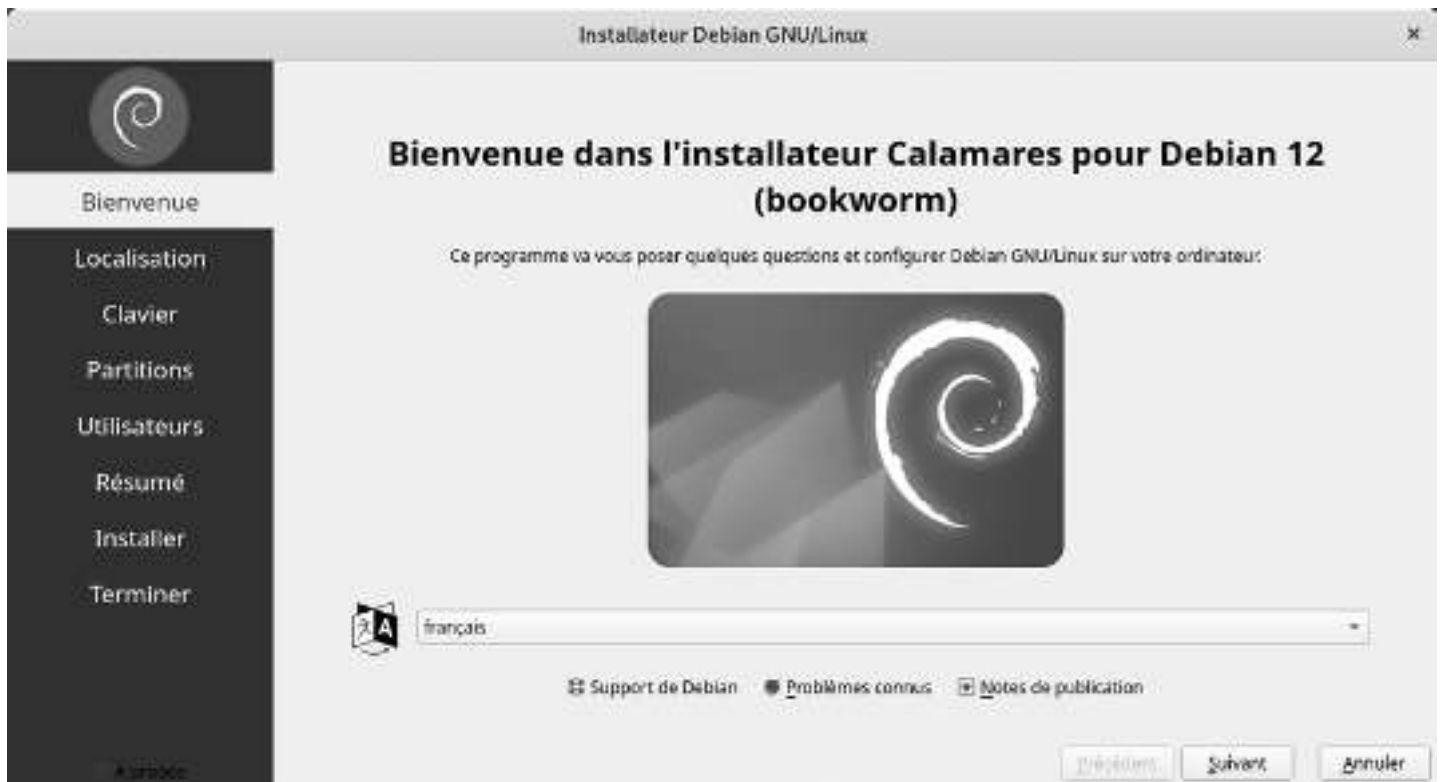 Installateur Debian GNU/Linux
Bienvenue
Localisation
Clavier
Partitions
Utilisateurs
Résumé
Installer
Terminer
À propos
Bienvenue dans l'installateur Calamares pour Debian 12
(bookworm)
Ce programme va vous poser quelques questions et configurer Debian GNU/Linux sur votre ordinateur.
français
Support de Debian Problèmes connus Notes de publication
Précédent Suivant Annuler